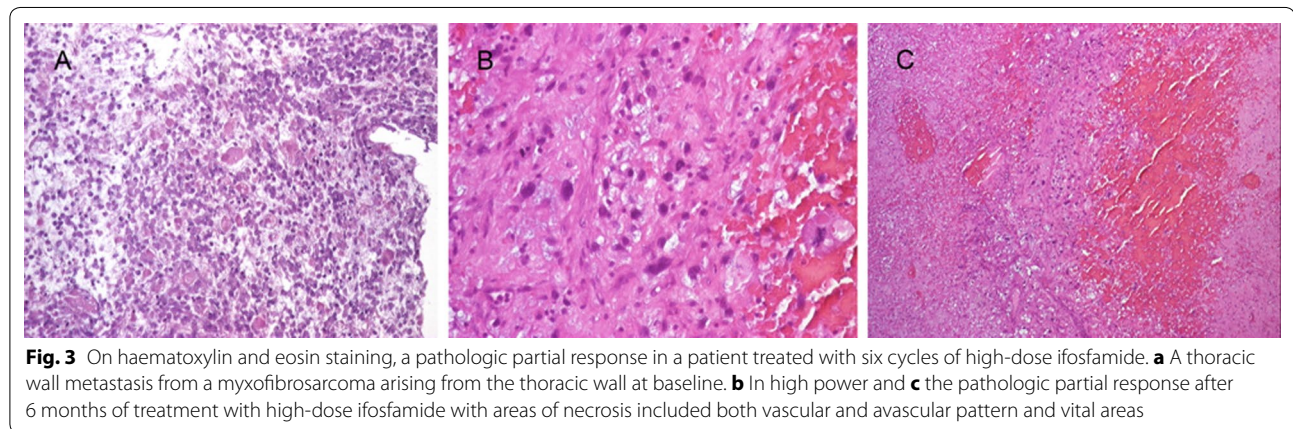 A
B
C
Fig. 3 On haematoxylin and eosin staining, a pathologic partial response in a patient treated with six cycles of high-dose ifosfamide. a A thoracic
wall metastasis from a myxofibrosarcoma arising from the thoracic wall at baseline. b In high power and c the pathologic partial response after
6 months of treatment with high-dose ifosfamide with areas of necrosis included both vascular and avascular pattern and vital areas